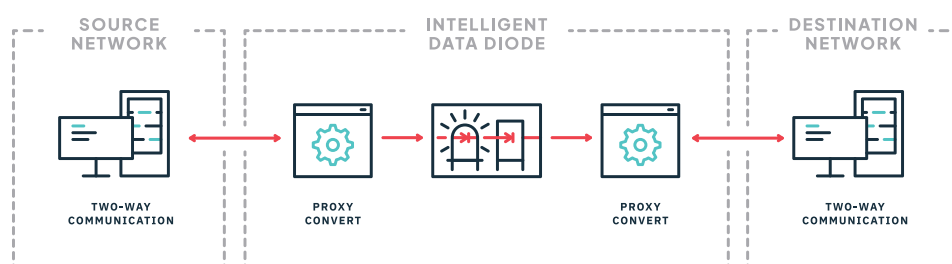 SOURCE
NETWORK
INTELLIGENT
DATA DIODE
DESTINATION
NETWORK
TWO-WAY
COMMUNICATION
PROXY
CONVERT
PROXY
CONVERT
TWO-WAY
COMMUNICATION